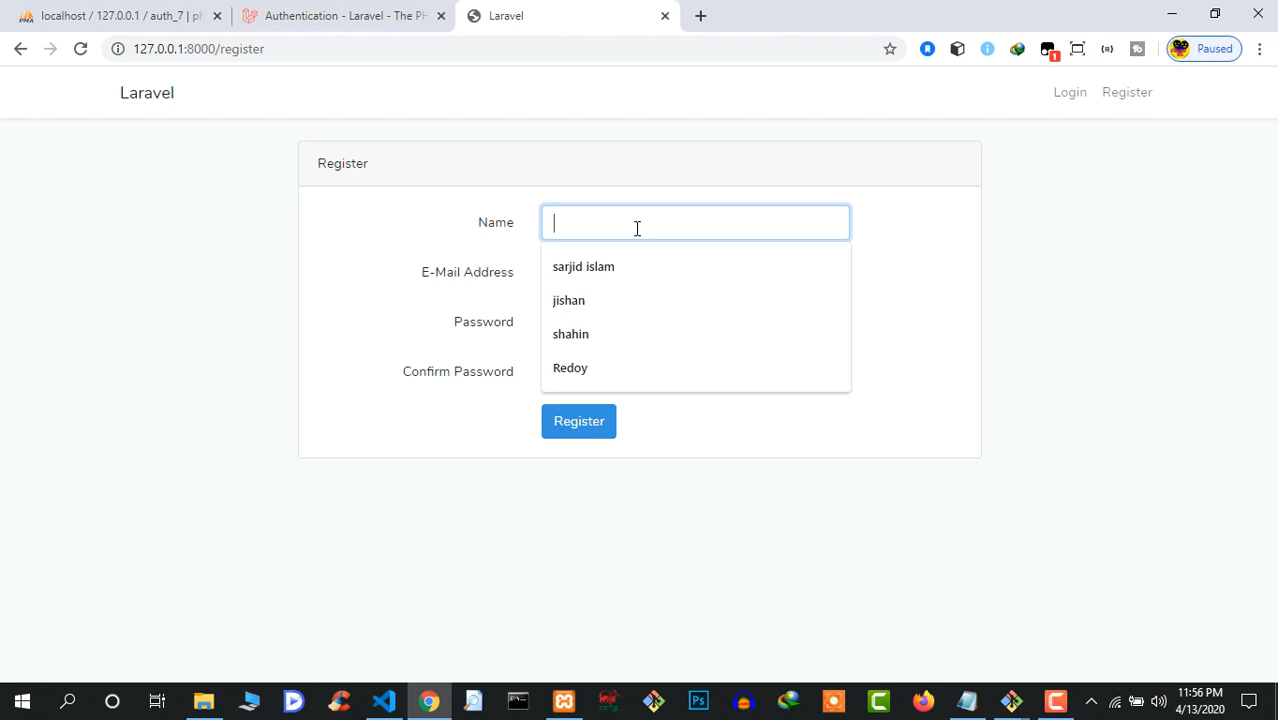 localhost / 127.0.0.1 / auth_7 | ph
Authentication - Laravel - The PH
Laravel
127.0.0.1:8000/register
1
Paused
Laravel
Login
Register
Register
Name
sarjid islam
E-Mail Address
jishan
Password
shahin
Confirm Password
Redoy
Register
11:56 PM
4/13/2020